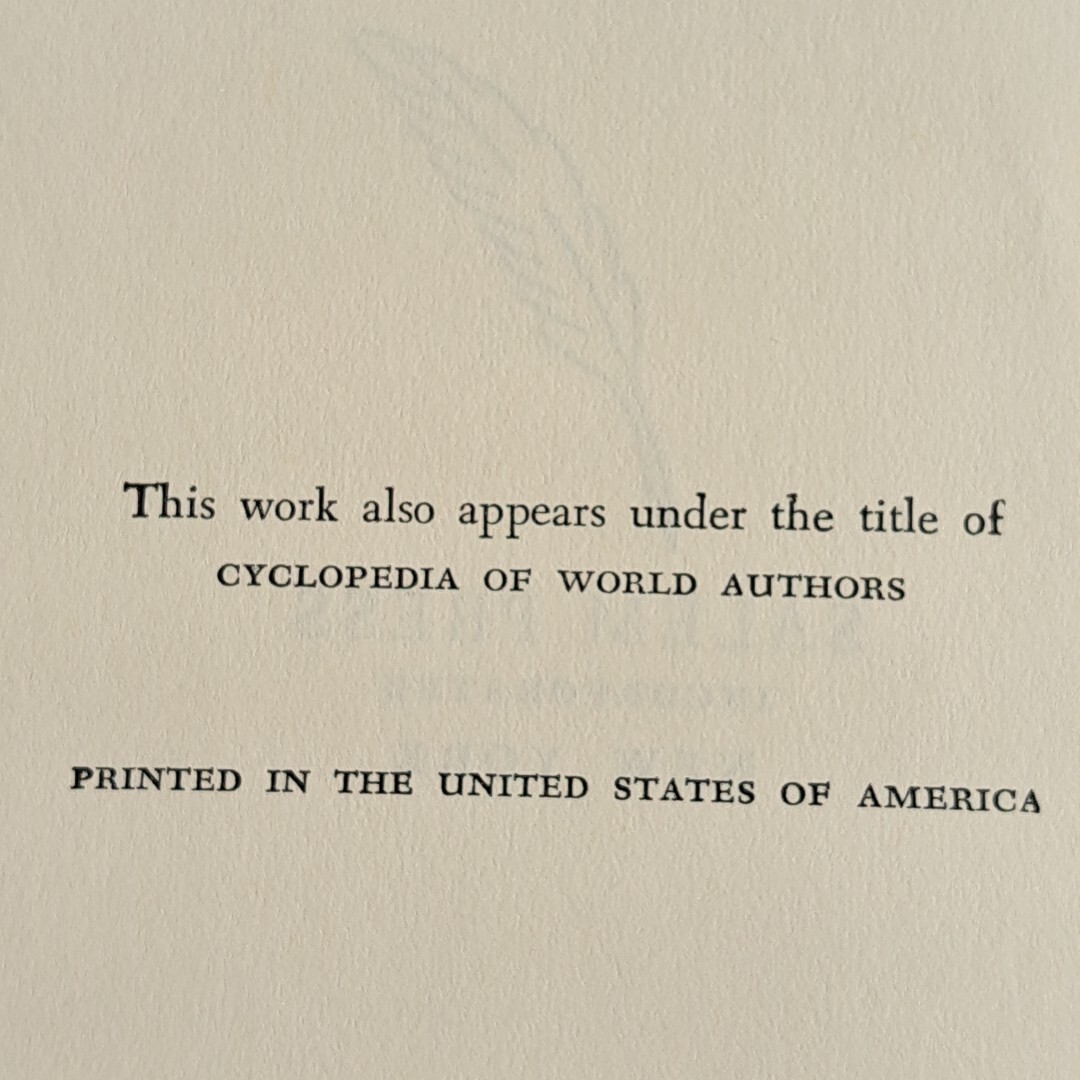 This work also appears under the title of
CYCLOPEDIA OF WORLD AUTHORS
PRINTED IN THE UNITED STATES OF AMERICA